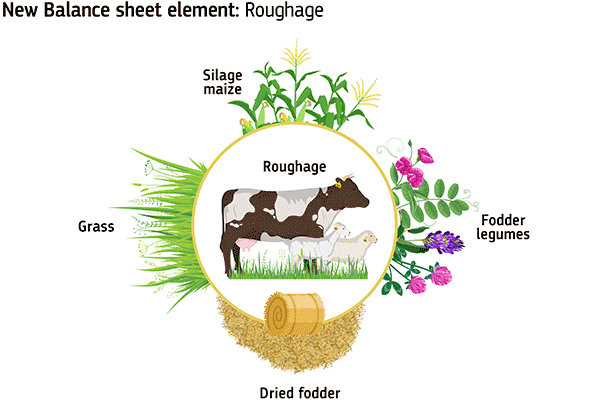 New Balance sheet element: Roughage
Silage
maize
Roughage
Grass
Fodder
legumes
Dried fodder